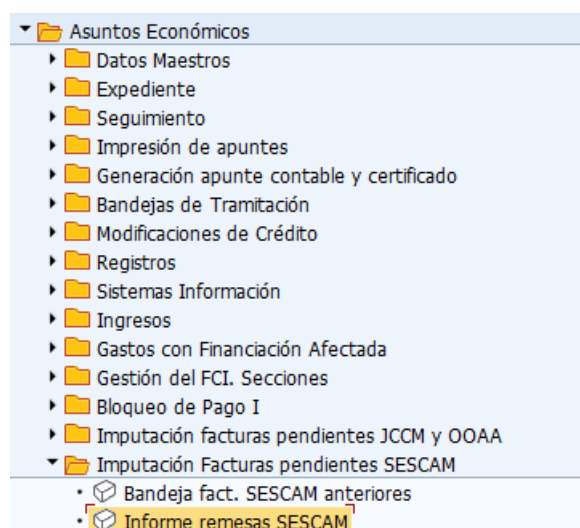 Asuntos Económicos
Datos Maestros
Expediente
Seguimiento
Impresión de apuntes
Generación apunte contable y certificado
Bandejas de Tramitación
Modificaciones de Crédito
Registros
Sistemas Información
Ingresos
Gastos con Financiación Afectada
Gestión del FCI. Secciones
Bloqueo de Pago I
Imputación facturas pendientes JCCM y OOAA
Imputación Facturas pendientes SESCAM
Bandeja fact. SESCAM anteriores
Informe remesas SESCAM